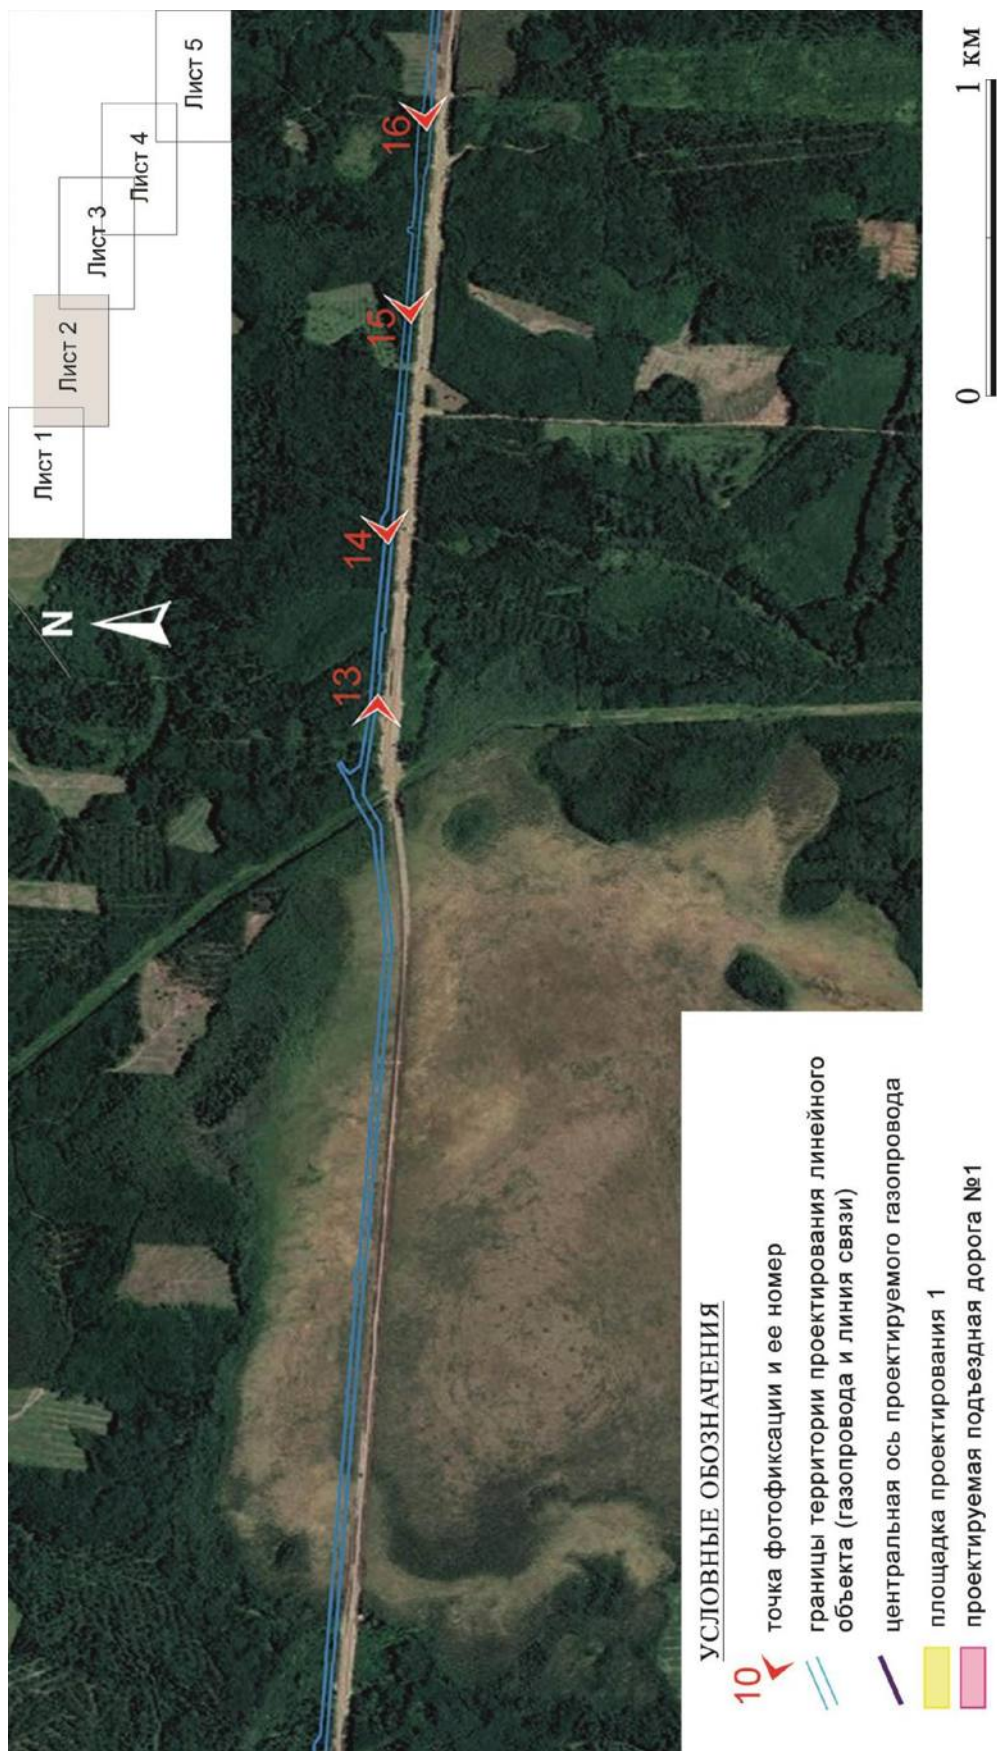 Лист 1
Лист 2
Лист 3
Лист 4
Лист 5
N
13
14
15
16
УСЛОВНЫЕ ОБОЗНАЧЕНИЯ
10
точка фотофиксации и ее номер
границы территории проектирования линейного
объекта (газопровода и линия связи)
центральная ось проектируемого газопровода
площадка проектирования 1
проектируемая подъездная дорога №1
0
1 км